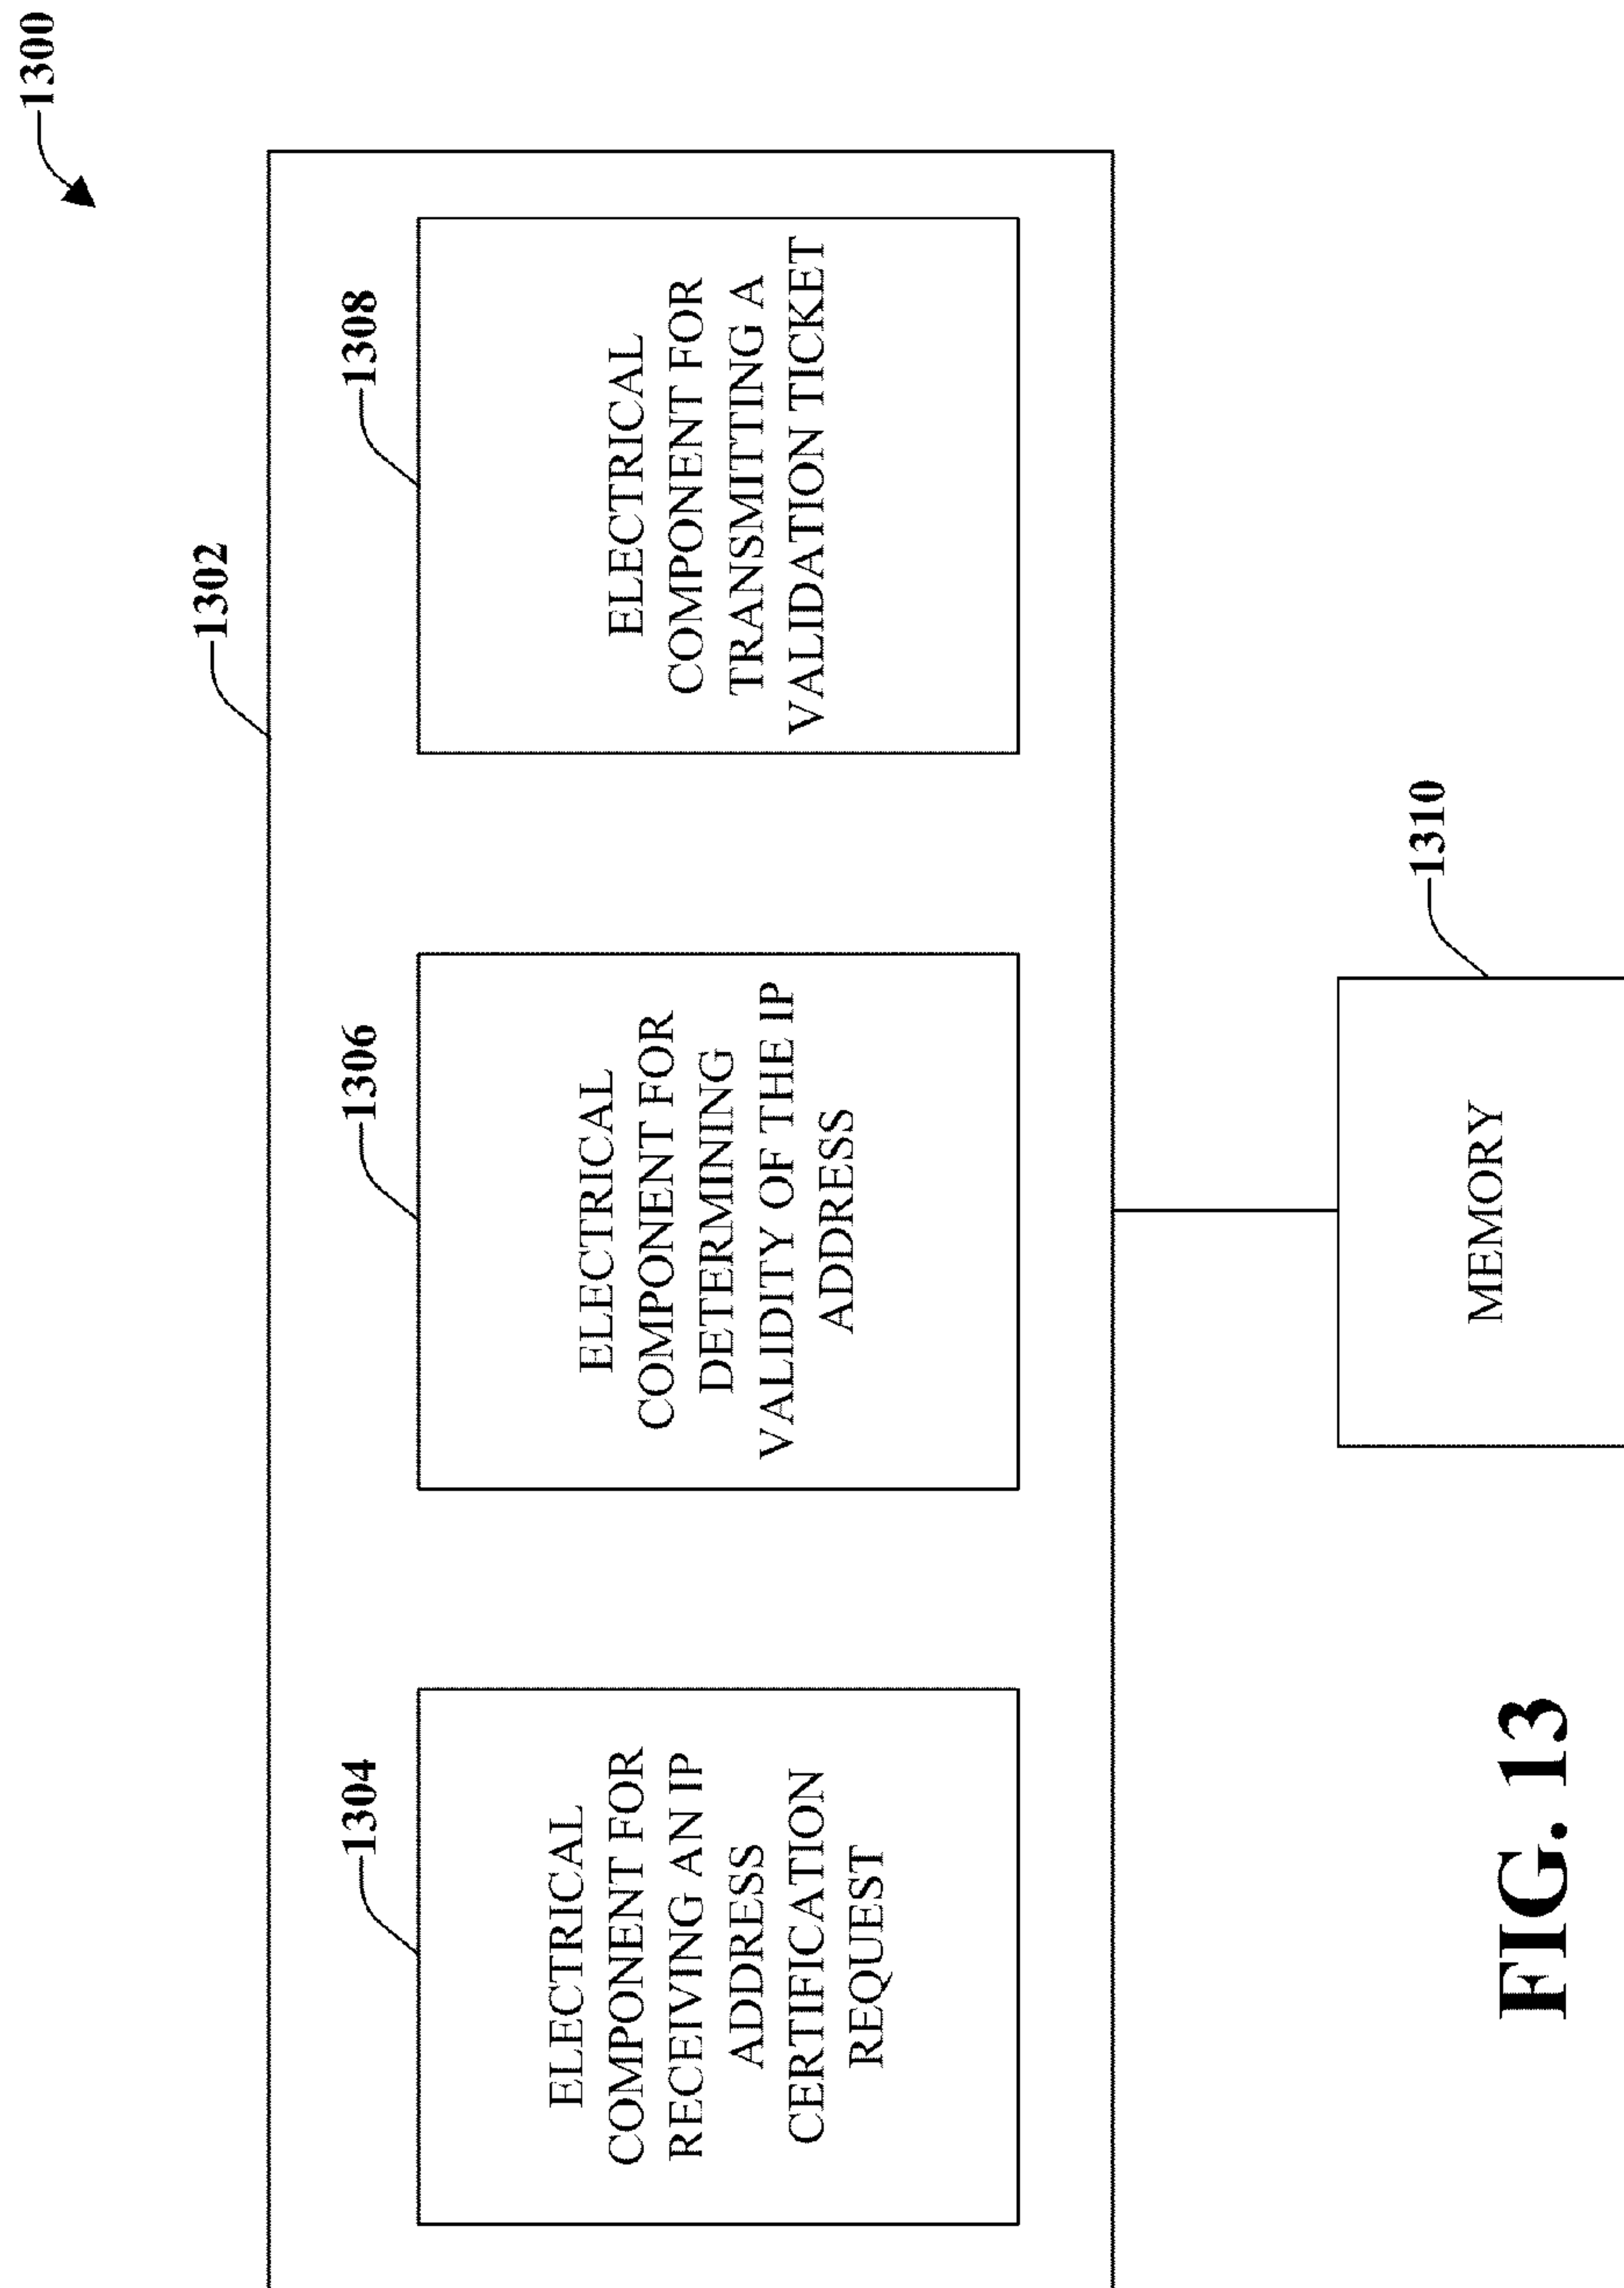 1300
1302
1304
ELECTRICAL
COMPONENT FOR
RECEIVING AN IP
ADDRESS
CERTIFICATION
REQUEST
1306
ELECTRICAL
COMPONENT FOR
DETERMINING
VALIDITY OF THE IP
ADDRESS
1308
ELECTRICAL
COMPONENT FOR
TRANSMITTING A
VALIDATION TICKET
1310
MEMORY
FIG. 13